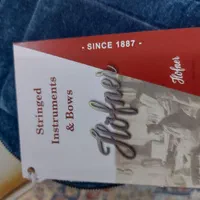 - SINCE 1887 -
Höfner
Stringed
Instruments
& Bows
Höfner